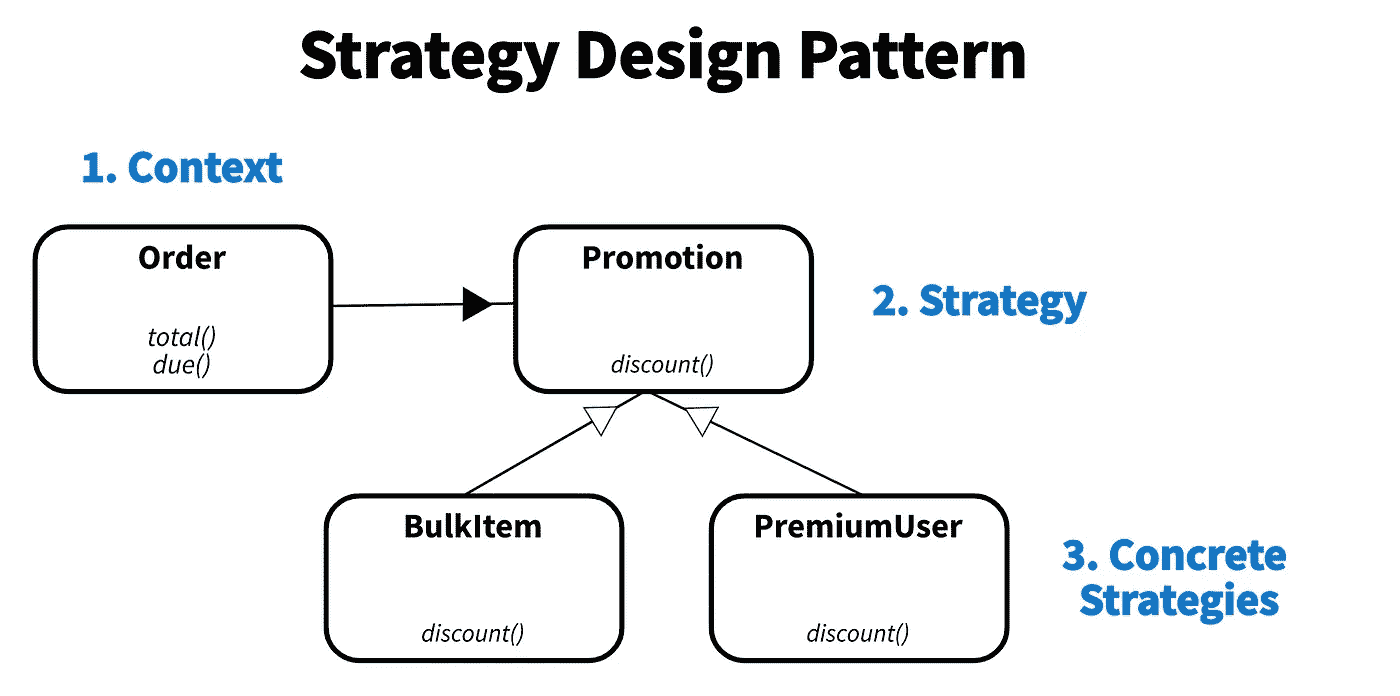 Strategy Design Pattern
1. Context
Order
total()
due()
Promotion
discount()
2. Strategy
BulkItem
discount()
PremiumUser
discount()
3. Concrete
Strategies